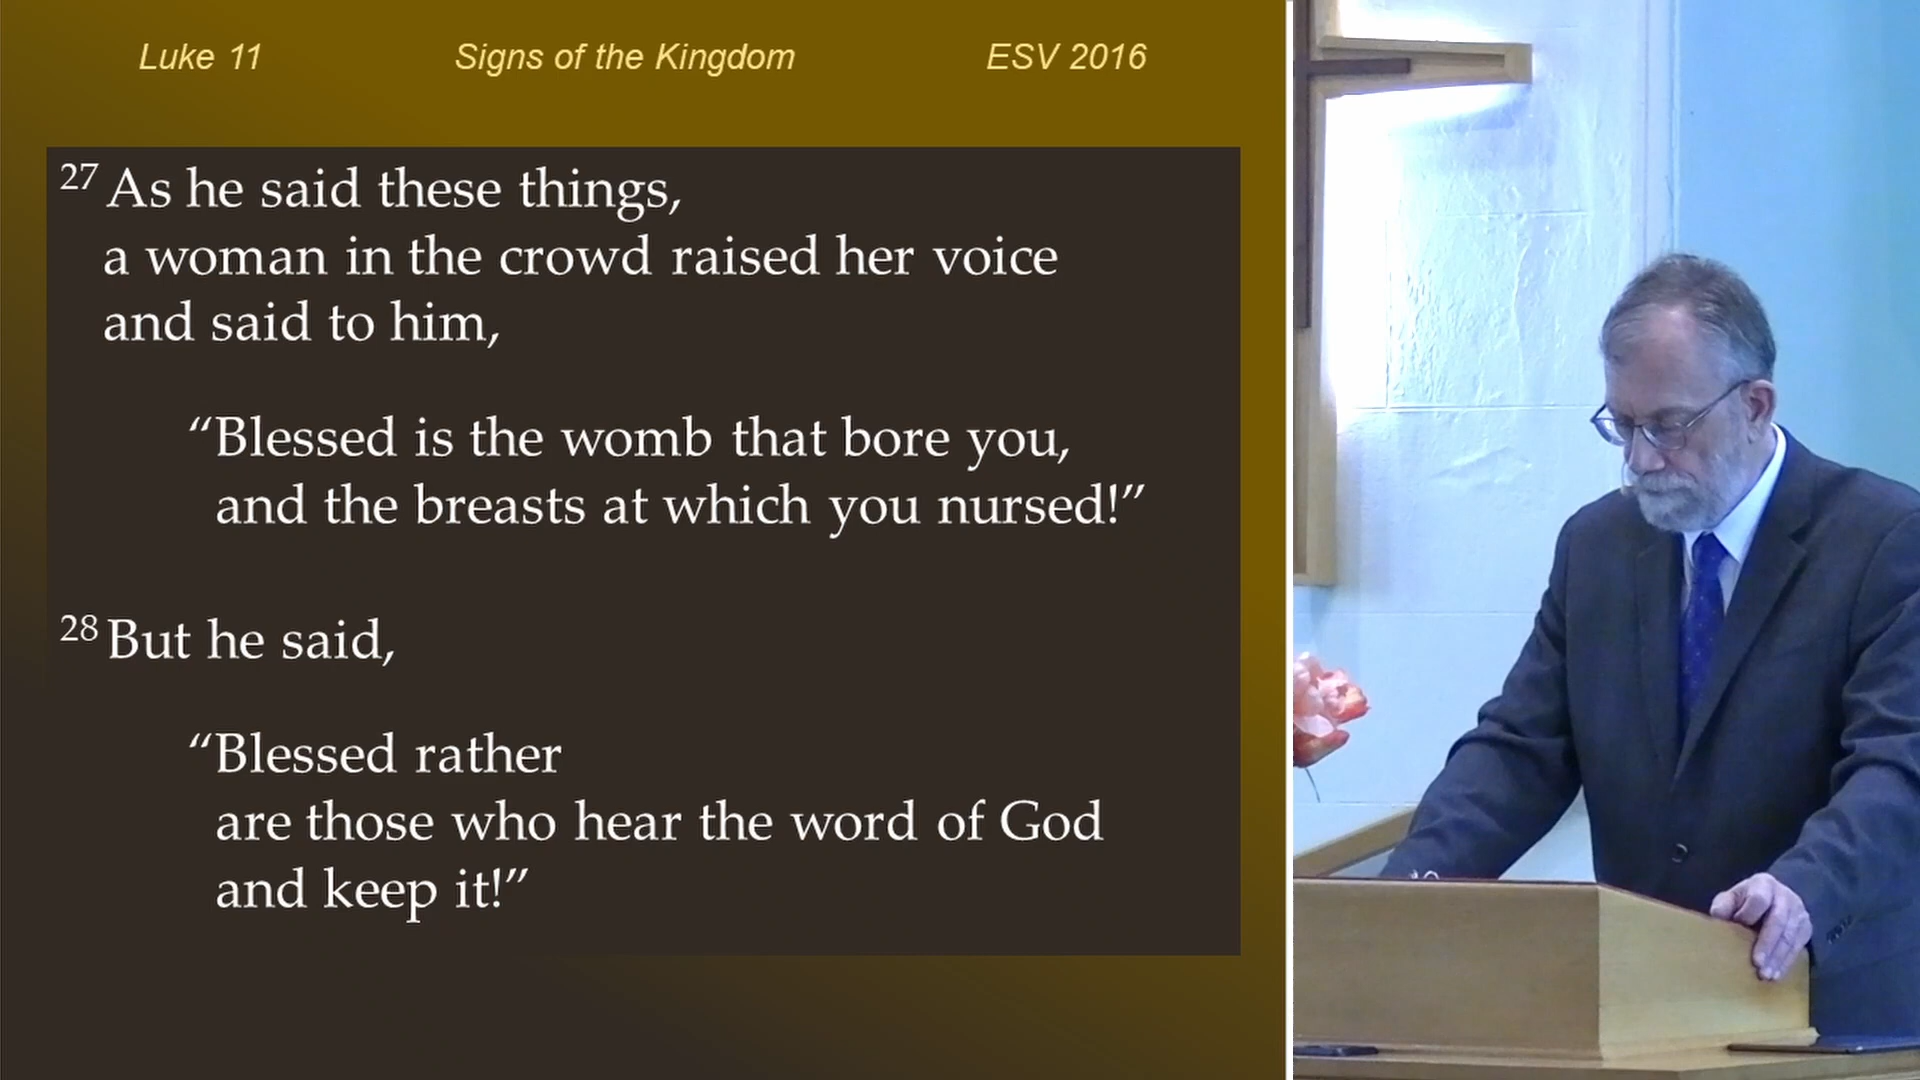 Luke 11 Signs of the Kingdom ESV 2016
27 As he said these things,
a woman in the crowd raised her voice
and said to him,
“Blessed is the womb that bore you,
and the breasts at which you nursed!”
28 But he said,
“Blessed rather
are those who hear the word of God
and keep it!”